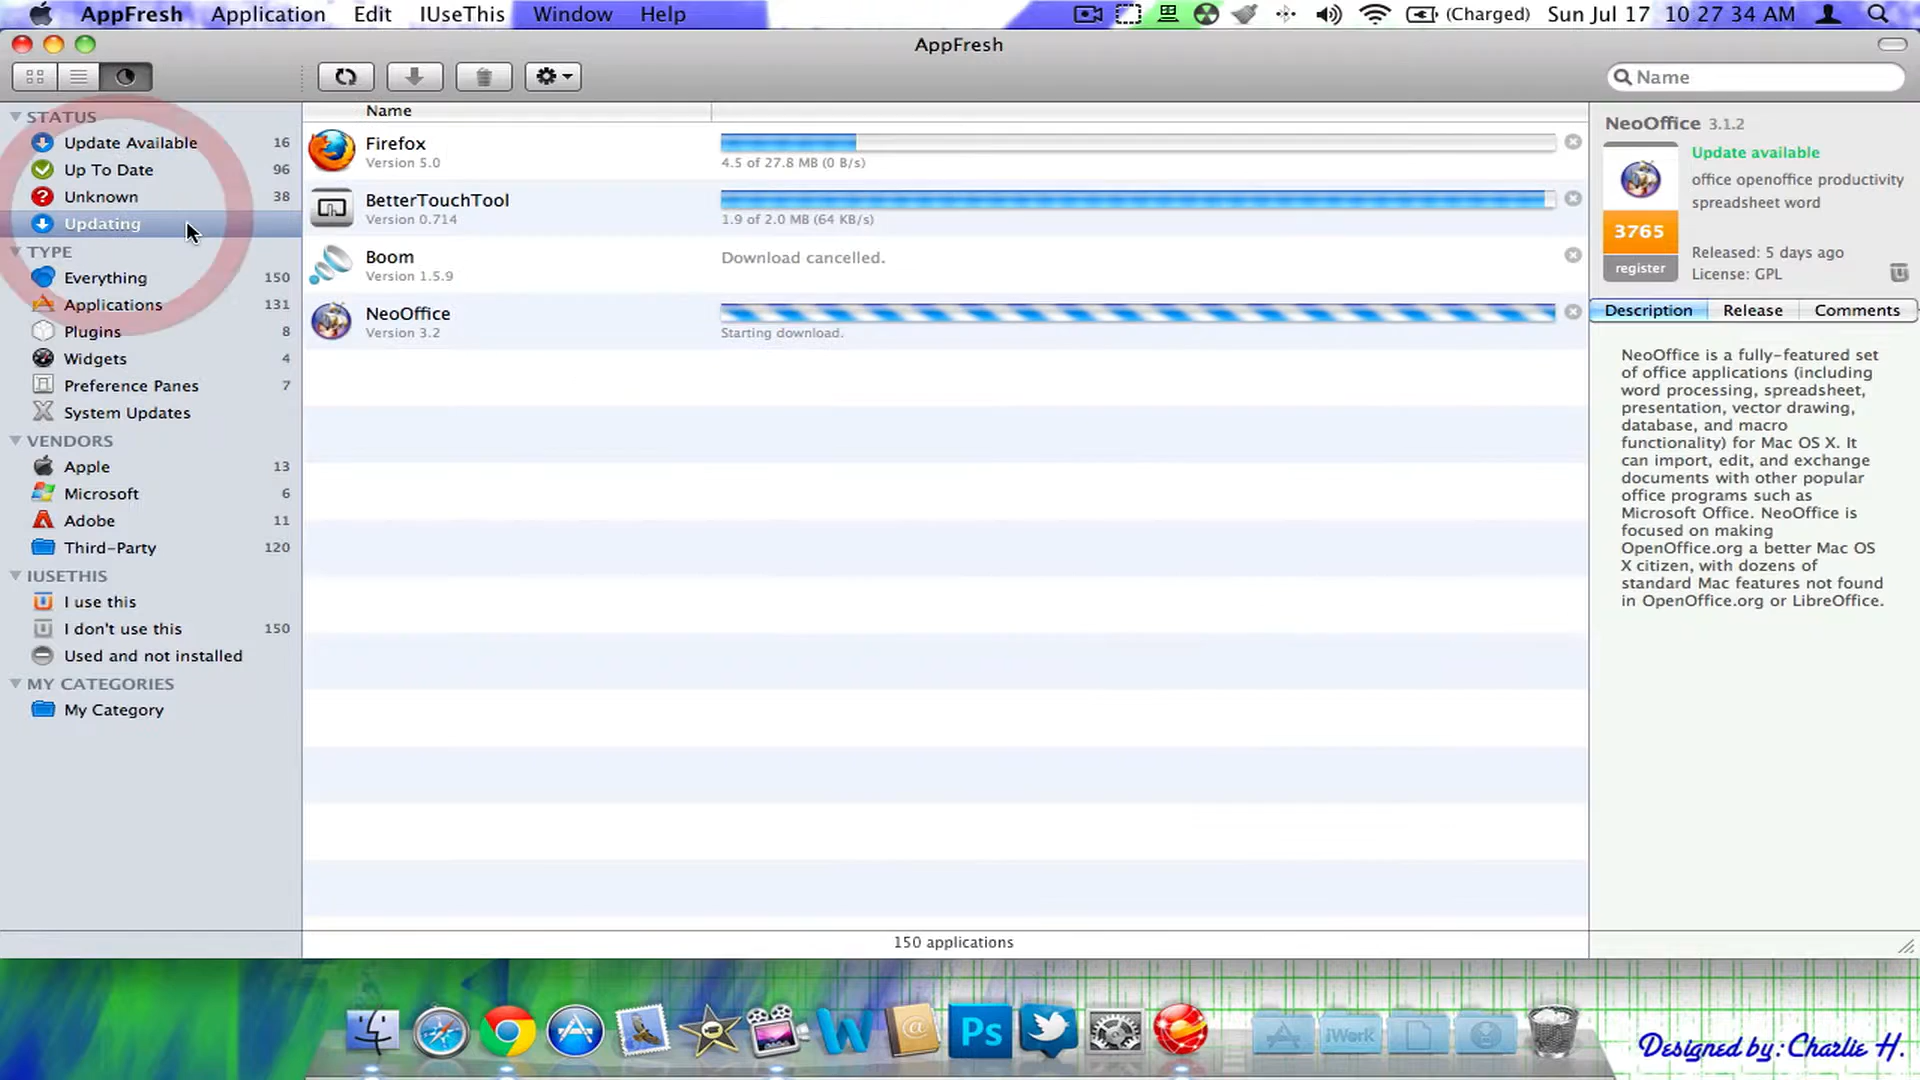 AppFresh Application Edit IUseThis Window Help (Charged) Sun Jul 17 10:27:34 AM
AppFresh
Name
STATUS
Update Available 16
Up To Date 96
Unknown 38
Updating
TYPE
Everything 150
Applications 131
Plugins 8
Widgets 4
Preference Panes 7
System Updates
VENDORS
Apple 13
Microsoft 6
Adobe 11
Third-Party 120
IUSETHIS
I use this
I don't use this 150
Used and not installed
MY CATEGORIES
My Category
Name
Firefox
Version 5.0
4.5 of 27.8 MB (0 B/s)
BetterTouchTool
Version 0.714
1.9 of 2.0 MB (64 KB/s)
Boom
Version 1.5.9
Download cancelled.
NeoOffice
Version 3.2
Starting download.
150 applications
NeoOffice 3.1.2
Update available
office openoffice productivity
spreadsheet word
3765
register
Released: 5 days ago
License: GPL
Description Release Comments
NeoOffice is a fully-featured set
of office applications (including
word processing, spreadsheet,
presentation, vector drawing,
database, and macro
functionality) for Mac OS X. It
can import, edit, and exchange
documents with other popular
office programs such as
Microsoft Office. NeoOffice is
focused on making
OpenOffice.org a better Mac OS
X citizen, with dozens of
standard Mac features not found
in OpenOffice.org or LibreOffice.
W
@
Ps
iWork
Designed by: Charlie H.